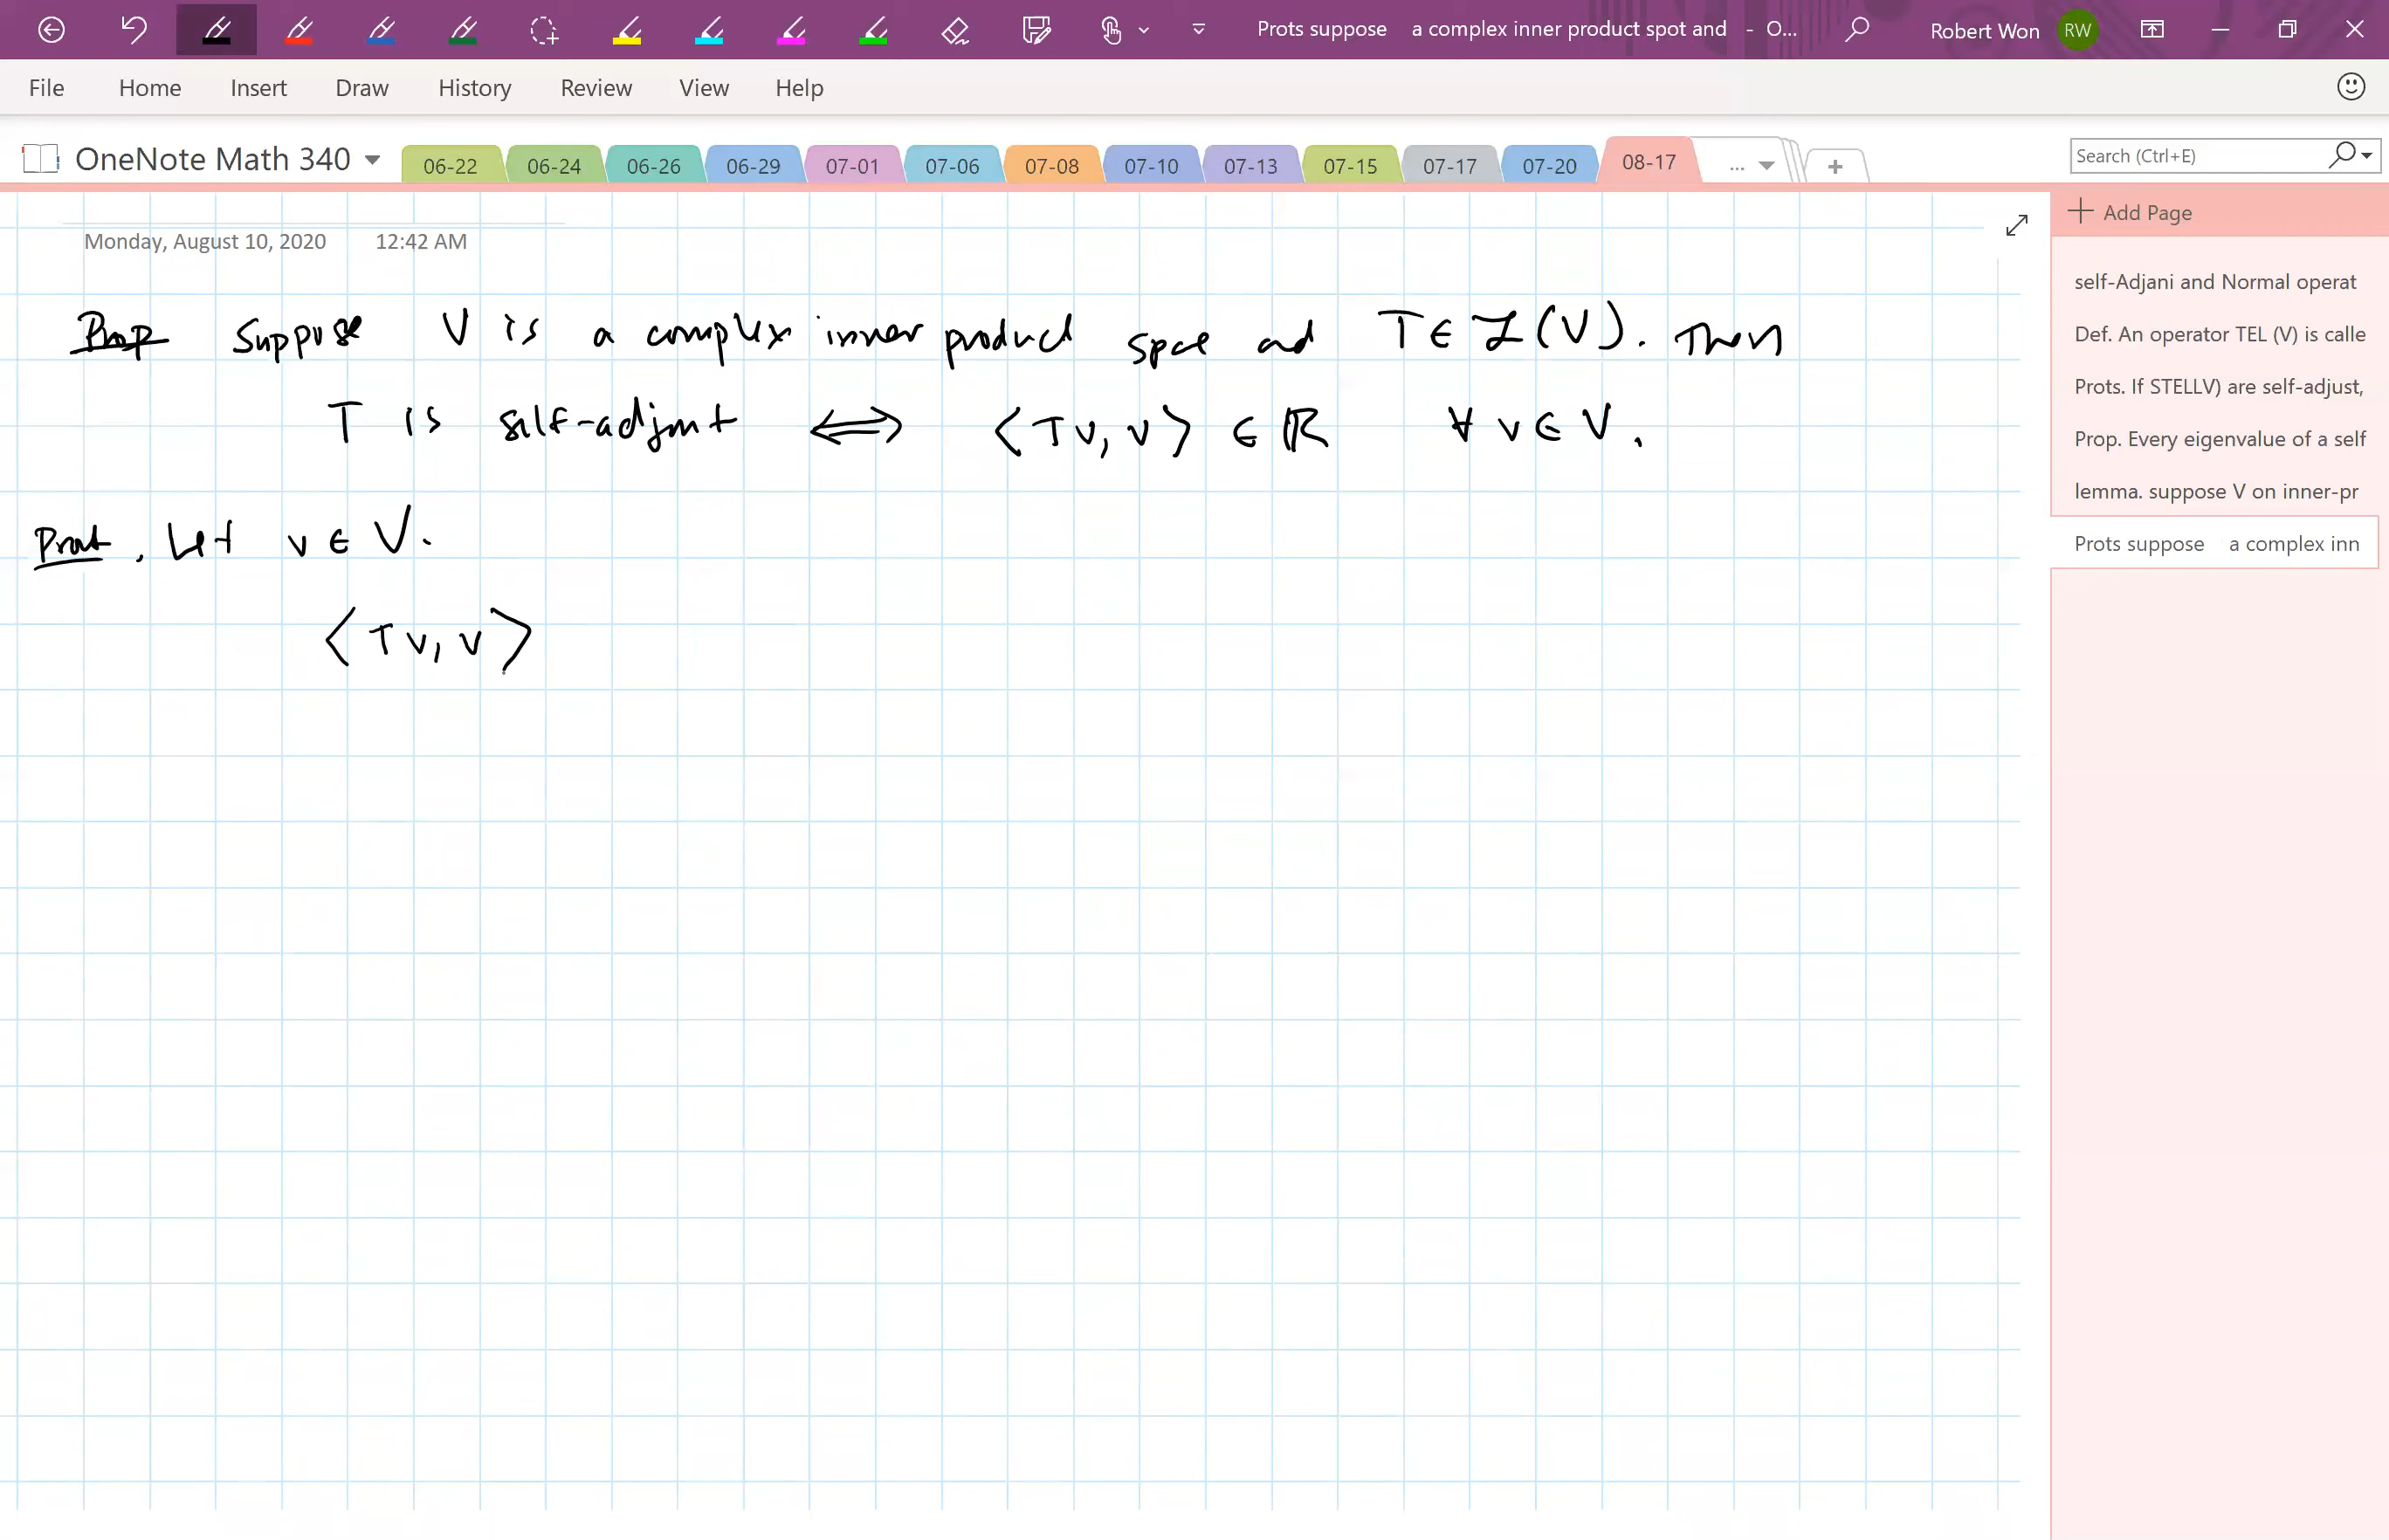 Prots suppose a complex inner product spot and - O...
Robert Won RW
File Home Insert Draw History Review View Help
OneNote Math 340
06-22 06-24 06-26 06-29 07-01 07-06 07-08 07-10 07-13 07-15 07-17 07-20 08-17 ... +
Search (Ctrl+E)
Add Page
Monday, August 10, 2020 12:42 AM
Prop Suppose V is a complex inner product space and T ∈ ℒ(V). Then
T is self-adjoint ⟺ ⟨Tv, v⟩ ∈ ℝ ∀ v ∈ V.
Proof. Let v ∈ V.
⟨Tv, v⟩
self-Adjani and Normal operat
Def. An operator TEL (V) is calle
Prots. If STELLV) are self-adjust,
Prop. Every eigenvalue of a self
lemma. suppose V on inner-pr
Prots suppose a complex inn